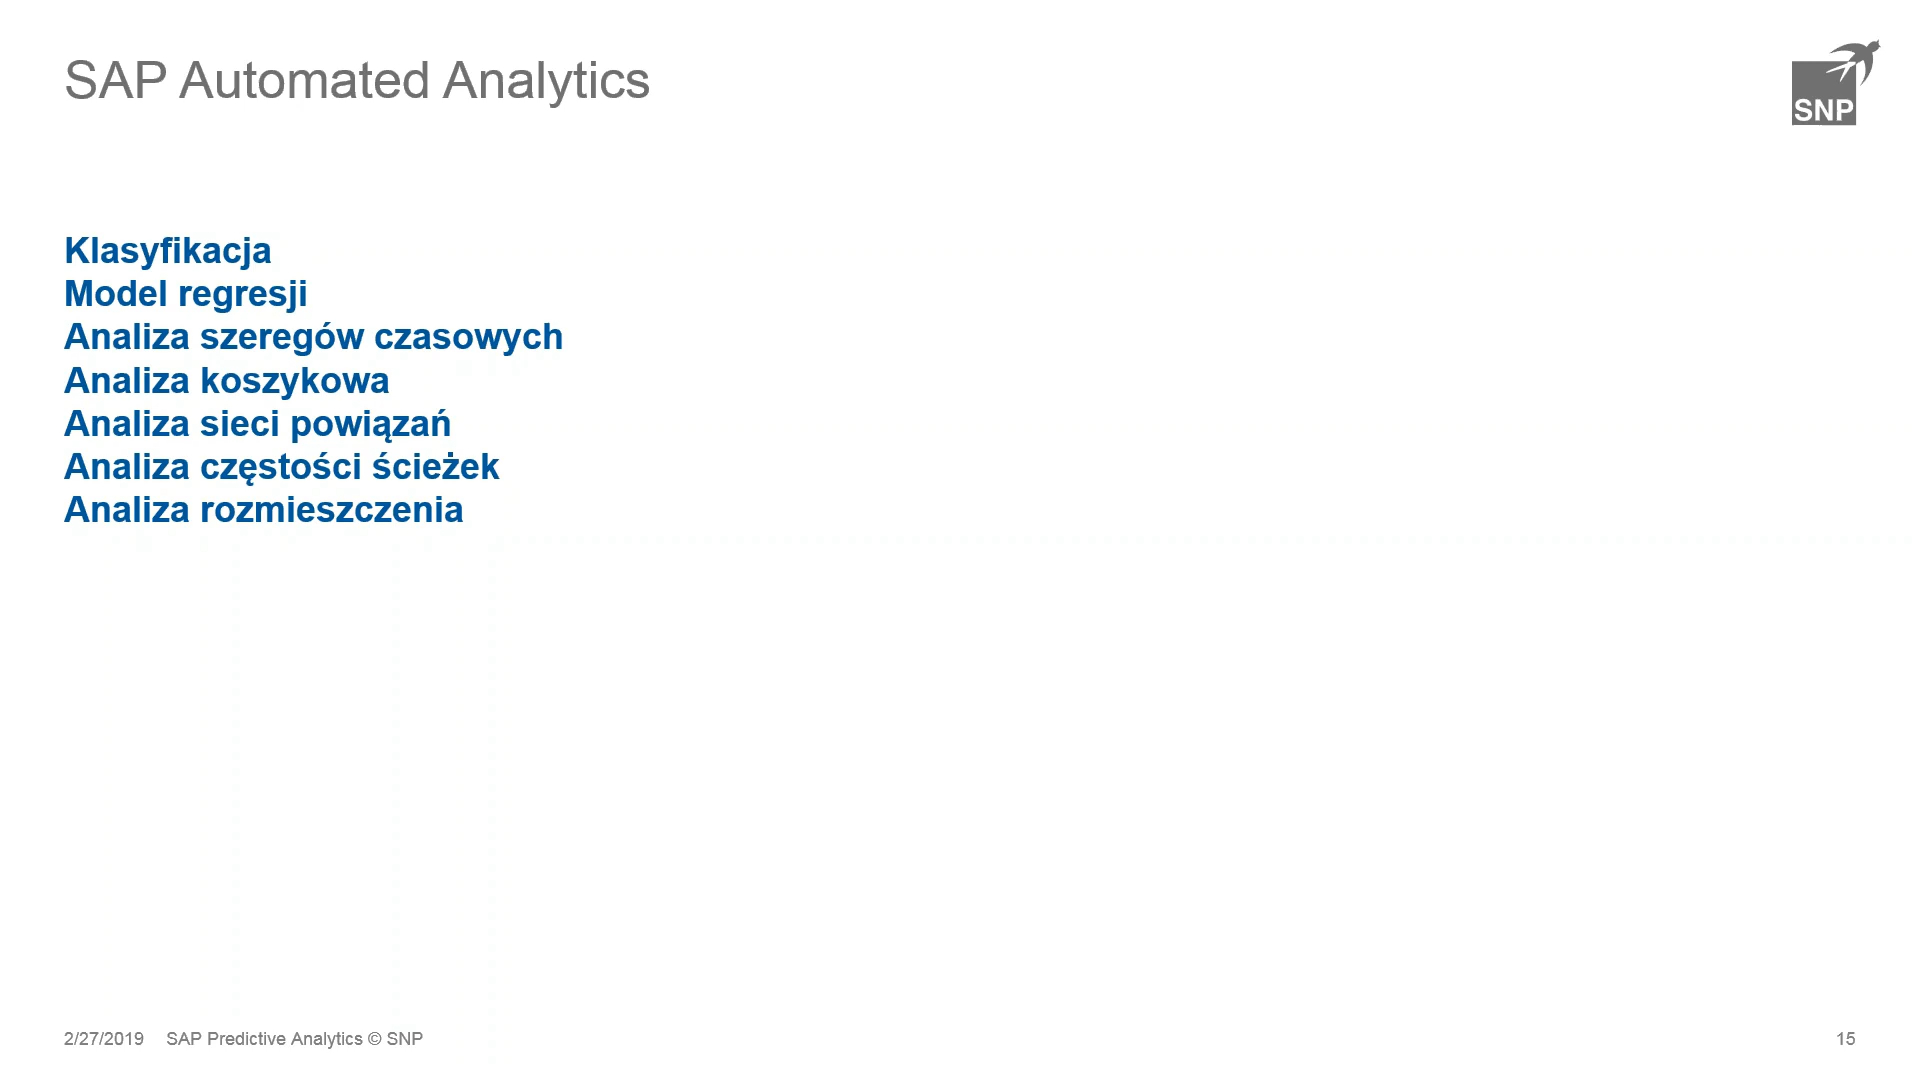 SAP Automated Analytics
SNP
Klasyfikacja
Model regresji
Analiza szeregów czasowych
Analiza koszykowa
Analiza sieci powiązań
Analiza częstości ścieżek
Analiza rozmieszczenia
2/27/2019 SAP Predictive Analytics © SNP
15